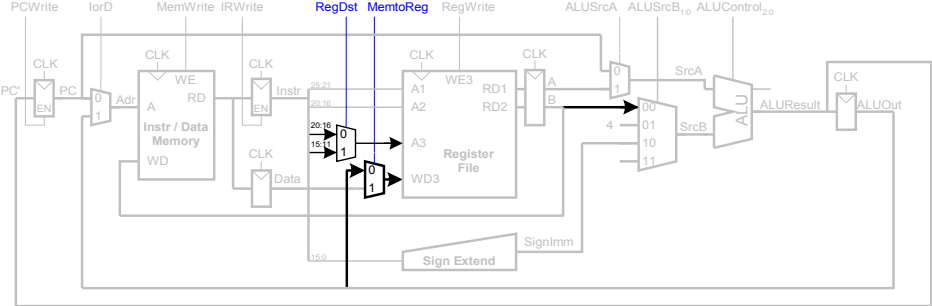 PCWrite IorD MemWrite IRWrite RegDst MemtoReg RegWrite ALUSrcA ALUSrcB1:0 ALUControl2:0
CLK CLK CLK CLK CLK CLK
PC' EN PC 0 1 Adr
WE A RD Instr / Data Memory WD
EN Instr
CLK Data
25:21 20:16
20:16 0
15:11 1
0 1
WE3 A1 RD1 A2 RD2 A3 Register File WD3
A B
0 1 SrcA
00 4 01 10 11 SrcB
ALU ALUResult ALUOut
15:0 Sign Extend SignImm